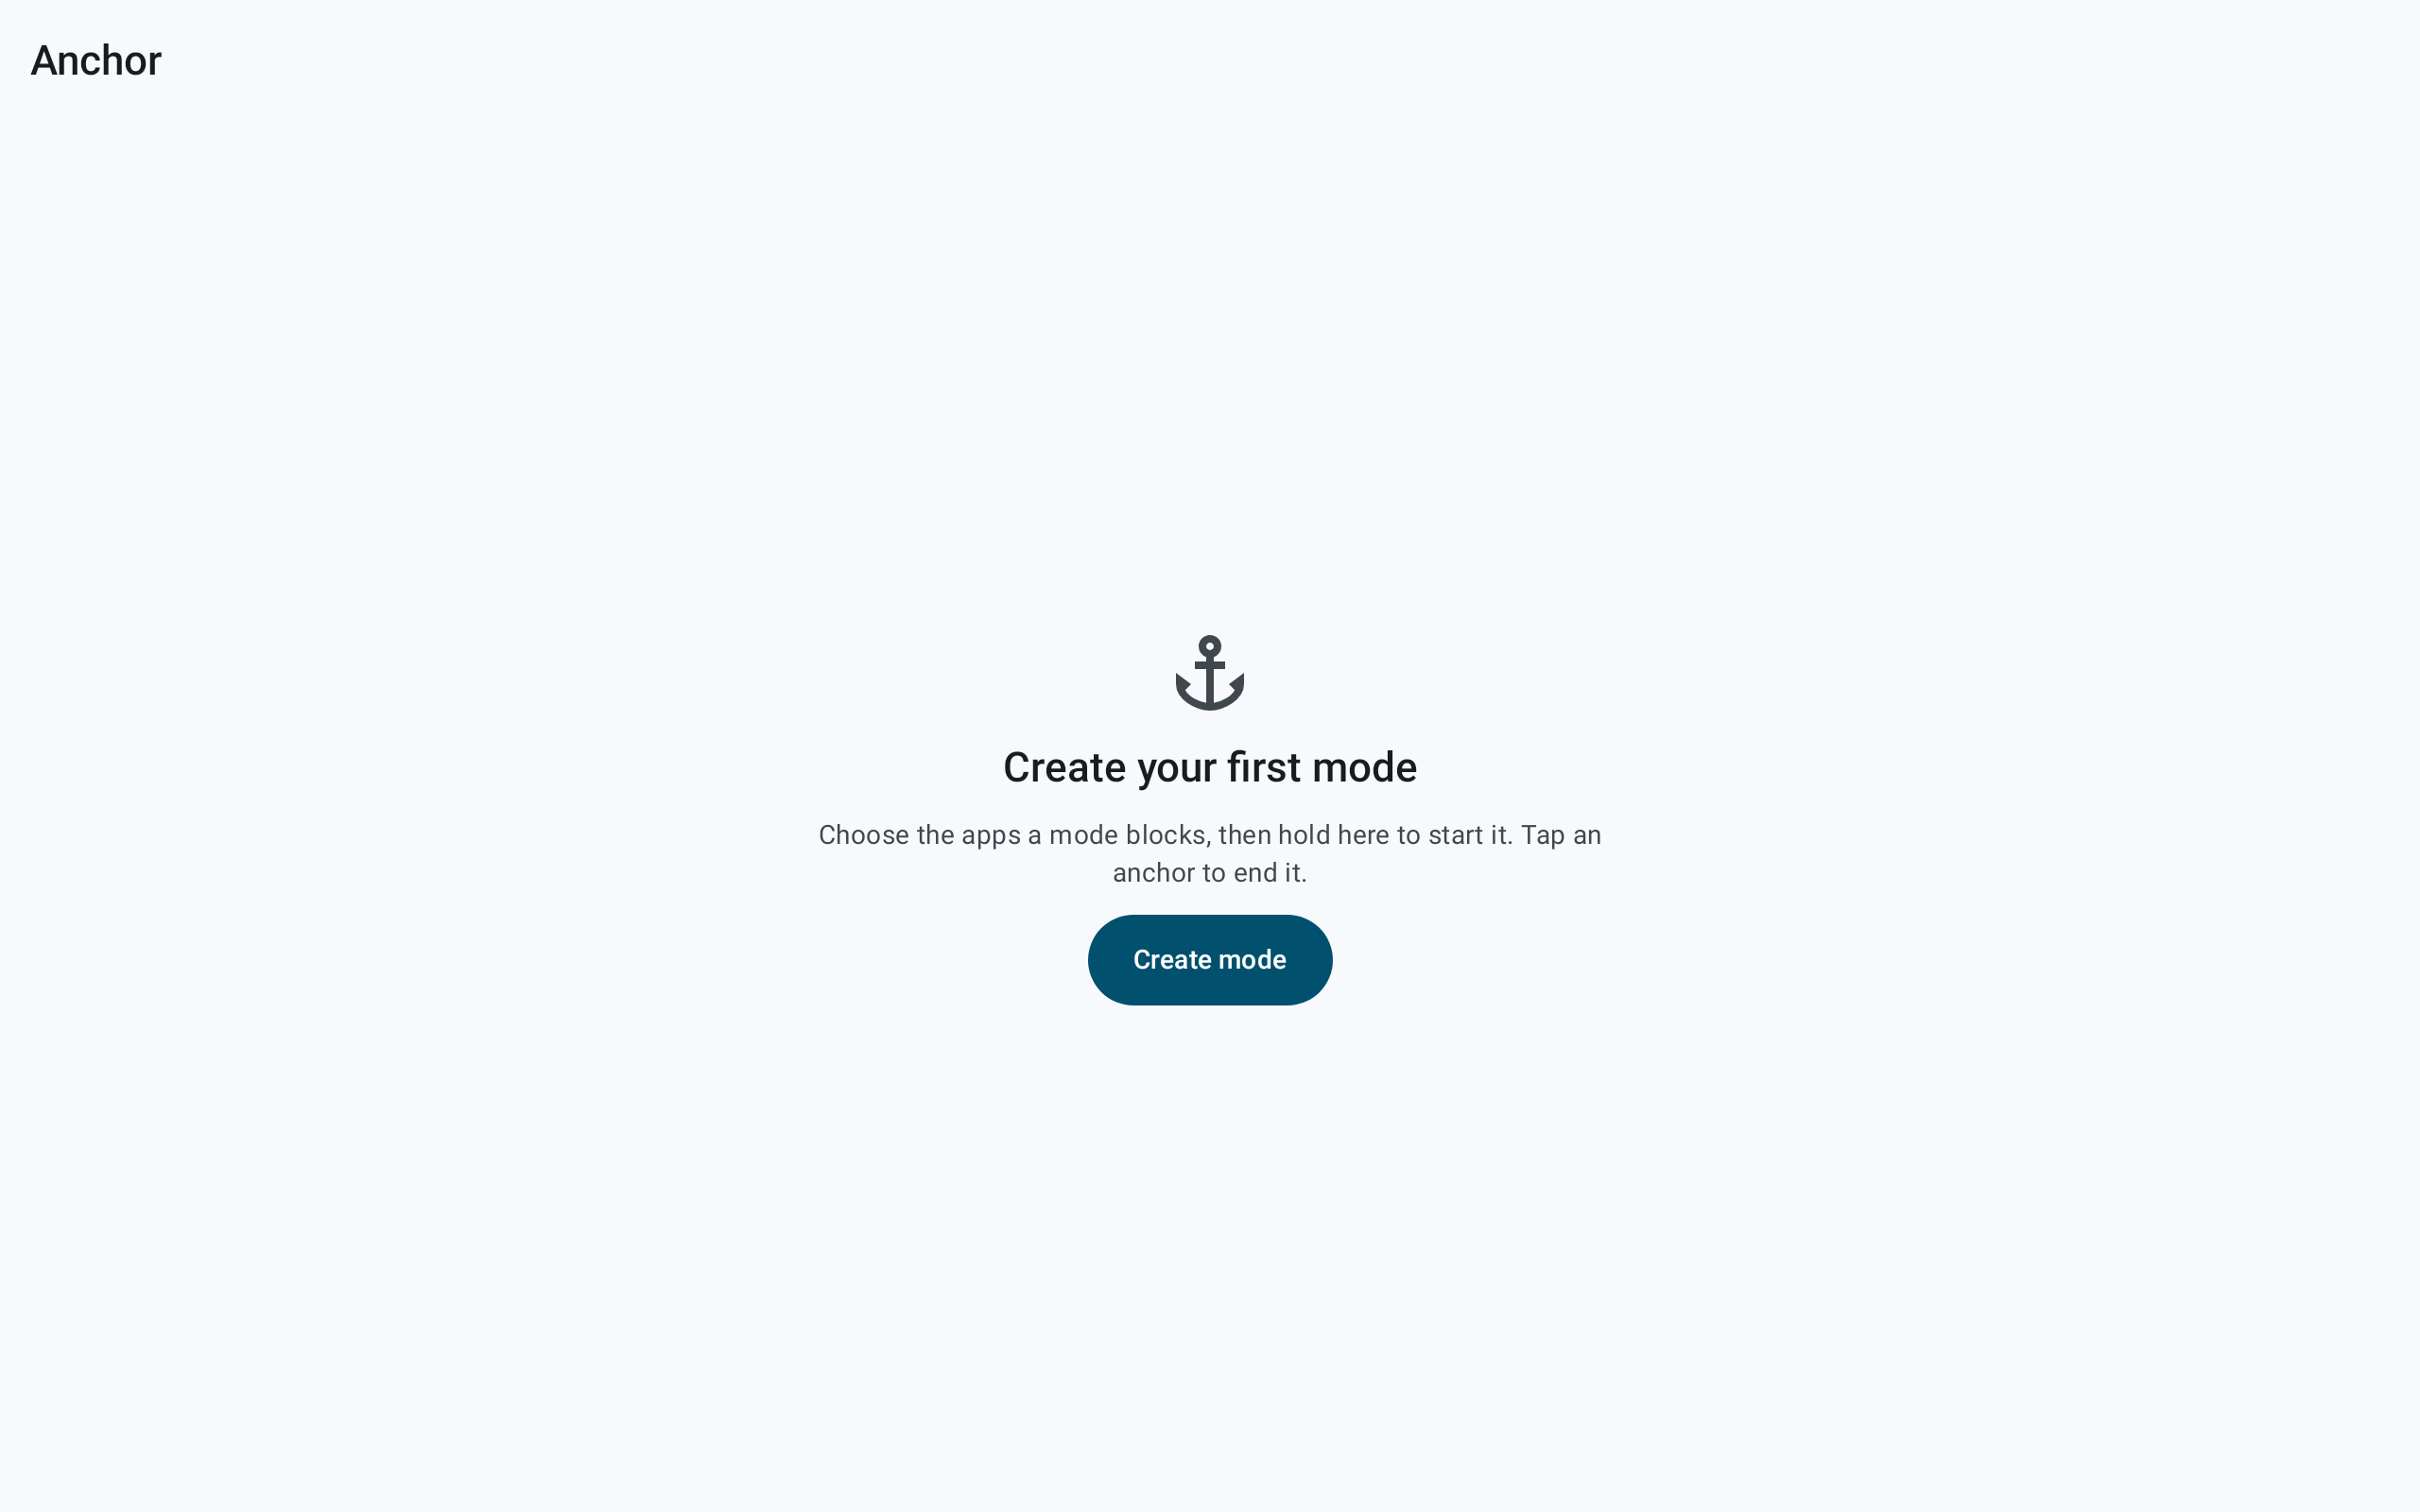 Anchor
Create your first mode
Choose the apps a mode blocks, then hold here to start it. Tap an
anchor to end it.
Create mode